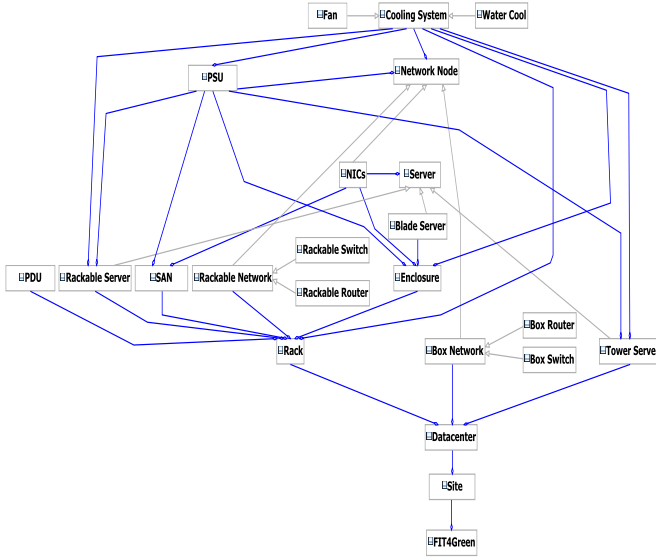 Fan
Cooling System
Water Cool
PSU
Network Node
NICs
Server
Blade Server
Rackable Switch
PDU
Rackable Server
SAN
Rackable Network
Enclosure
Rackable Router
Box Router
Rack
Box Network
Tower Serve
Box Switch
Datacenter
Site
FIT4Green